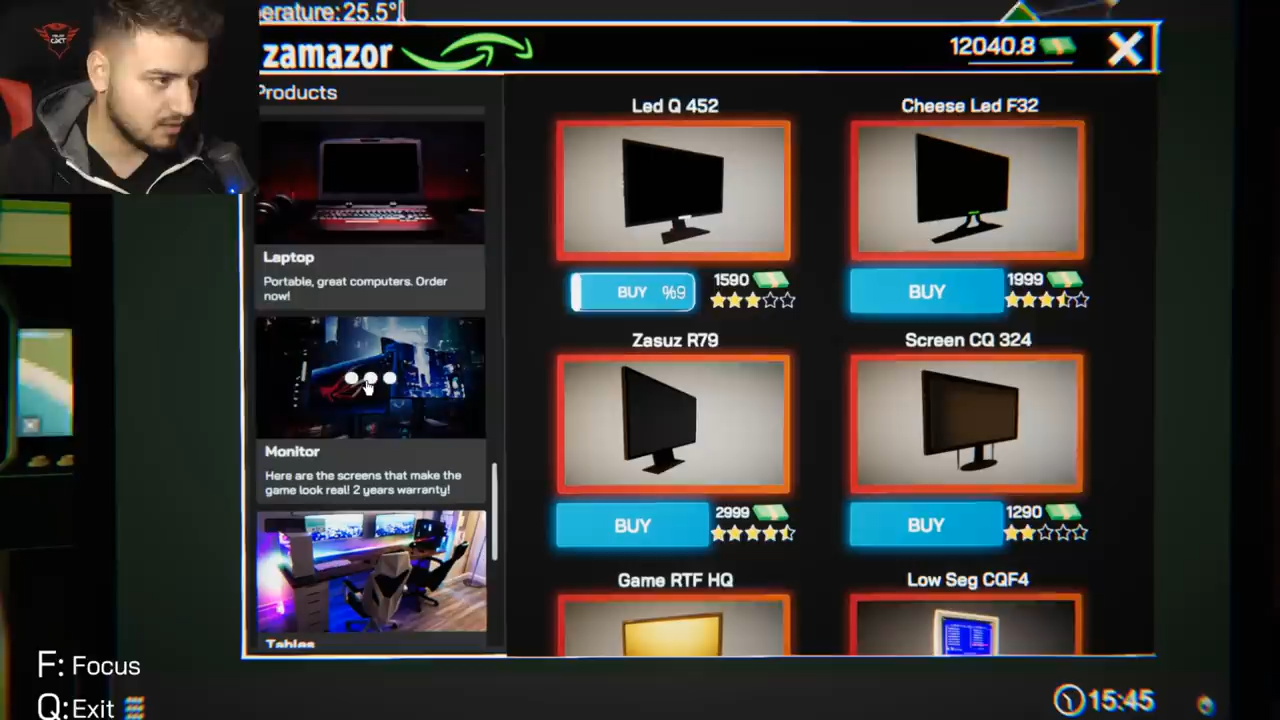 erature: 25.5°
zamazor
12040.8
Products
Laptop
Portable, great computers. Order
now!
Monitor
Here are the screens that make the
game look real! 2 years warranty!
Tables
Led Q 452
BUY %9
1590
Cheese Led F32
BUY
1999
Zasuz R79
BUY
2999
Screen CQ 324
BUY
1290
Game RTF HQ
Low Seg CQF4
F: Focus
Q: Exit
15:45